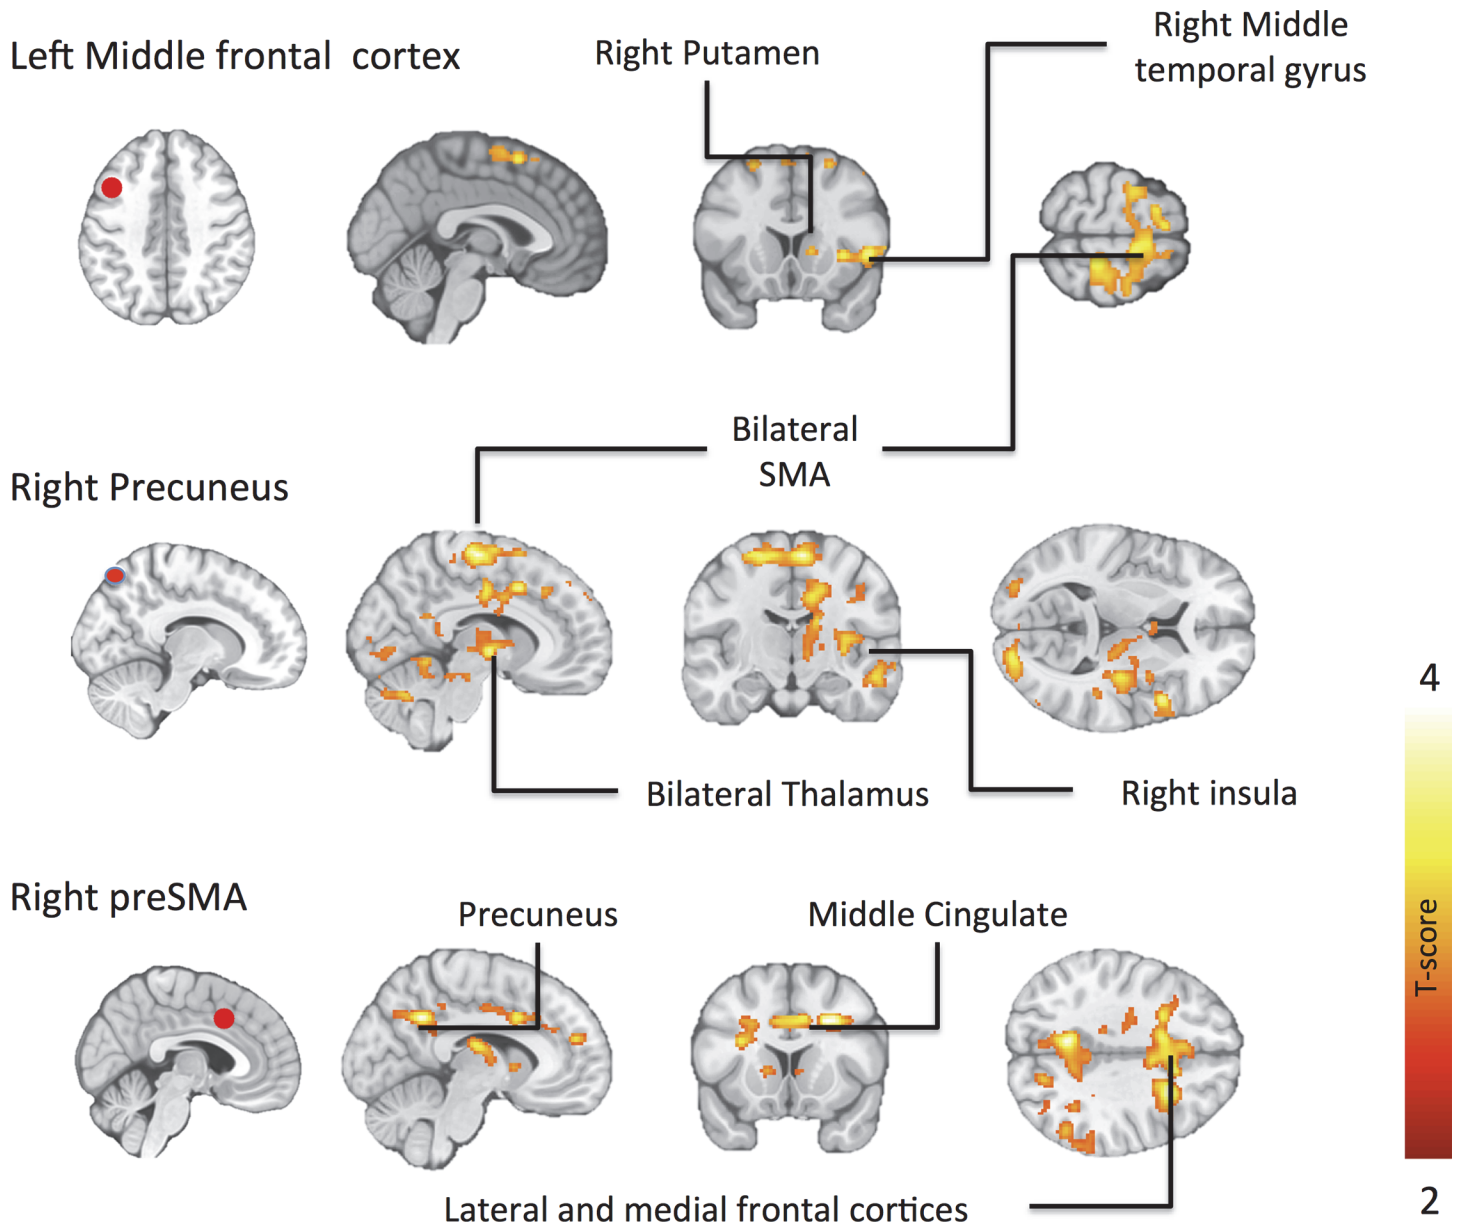 Left Middle frontal cortex
Right Putamen
Right Middle
temporal gyrus
Bilateral
SMA
Right Precuneus
Bilateral Thalamus
Right insula
4
T-score
2
Right preSMA
Precuneus
Middle Cingulate
Lateral and medial frontal cortices